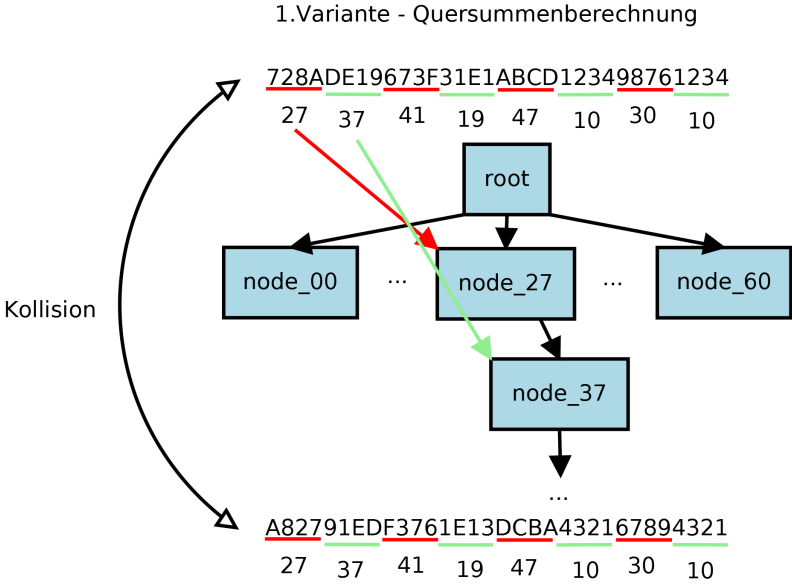 1.Variante - Quersummenberechnung
728ADE19673F31E1ABCD123498761234
27 37 41 19 47 10 30 10
root
node_00 ... node_27 ... node_60
Kollision
node_37
...
A82791EDF3761E13DCBA432167894321
27 37 41 19 47 10 30 10